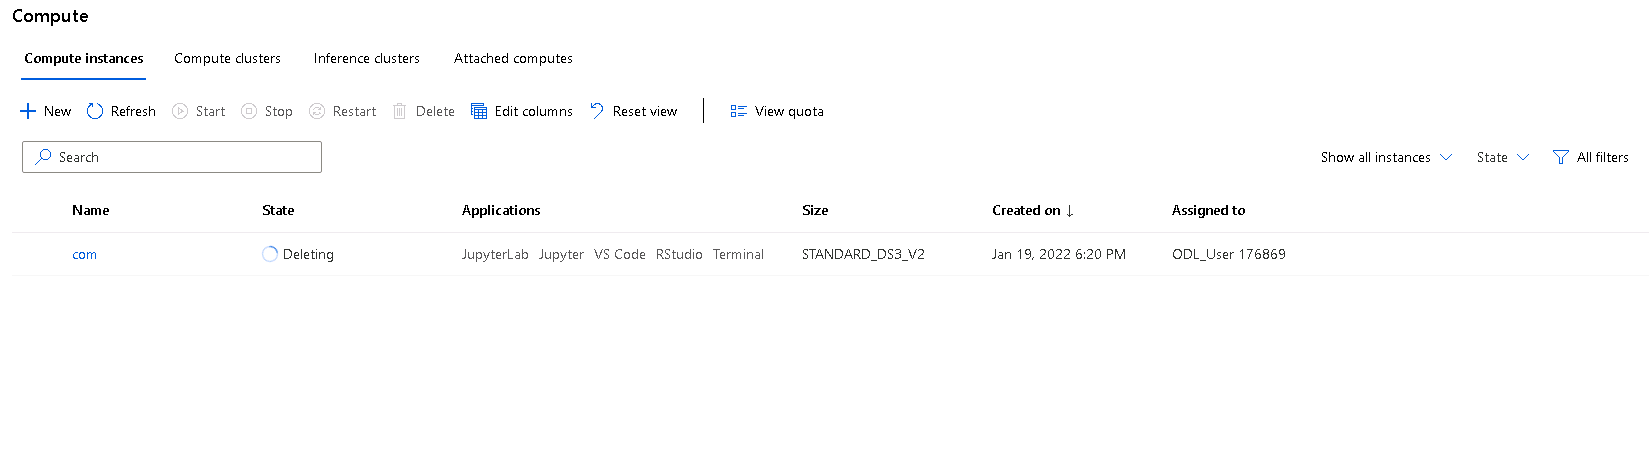 Compute
Compute instances Compute clusters Inference clusters Attached computes
New Refresh Start Stop Restart Delete Edit columns Reset view View quota
Search Show all instances State All filters
Name State Applications Size Created on ↓ Assigned to
com Deleting JupyterLab Jupyter VS Code RStudio Terminal STANDARD_DS3_V2 Jan 19, 2022 6:20 PM ODL_User 176869